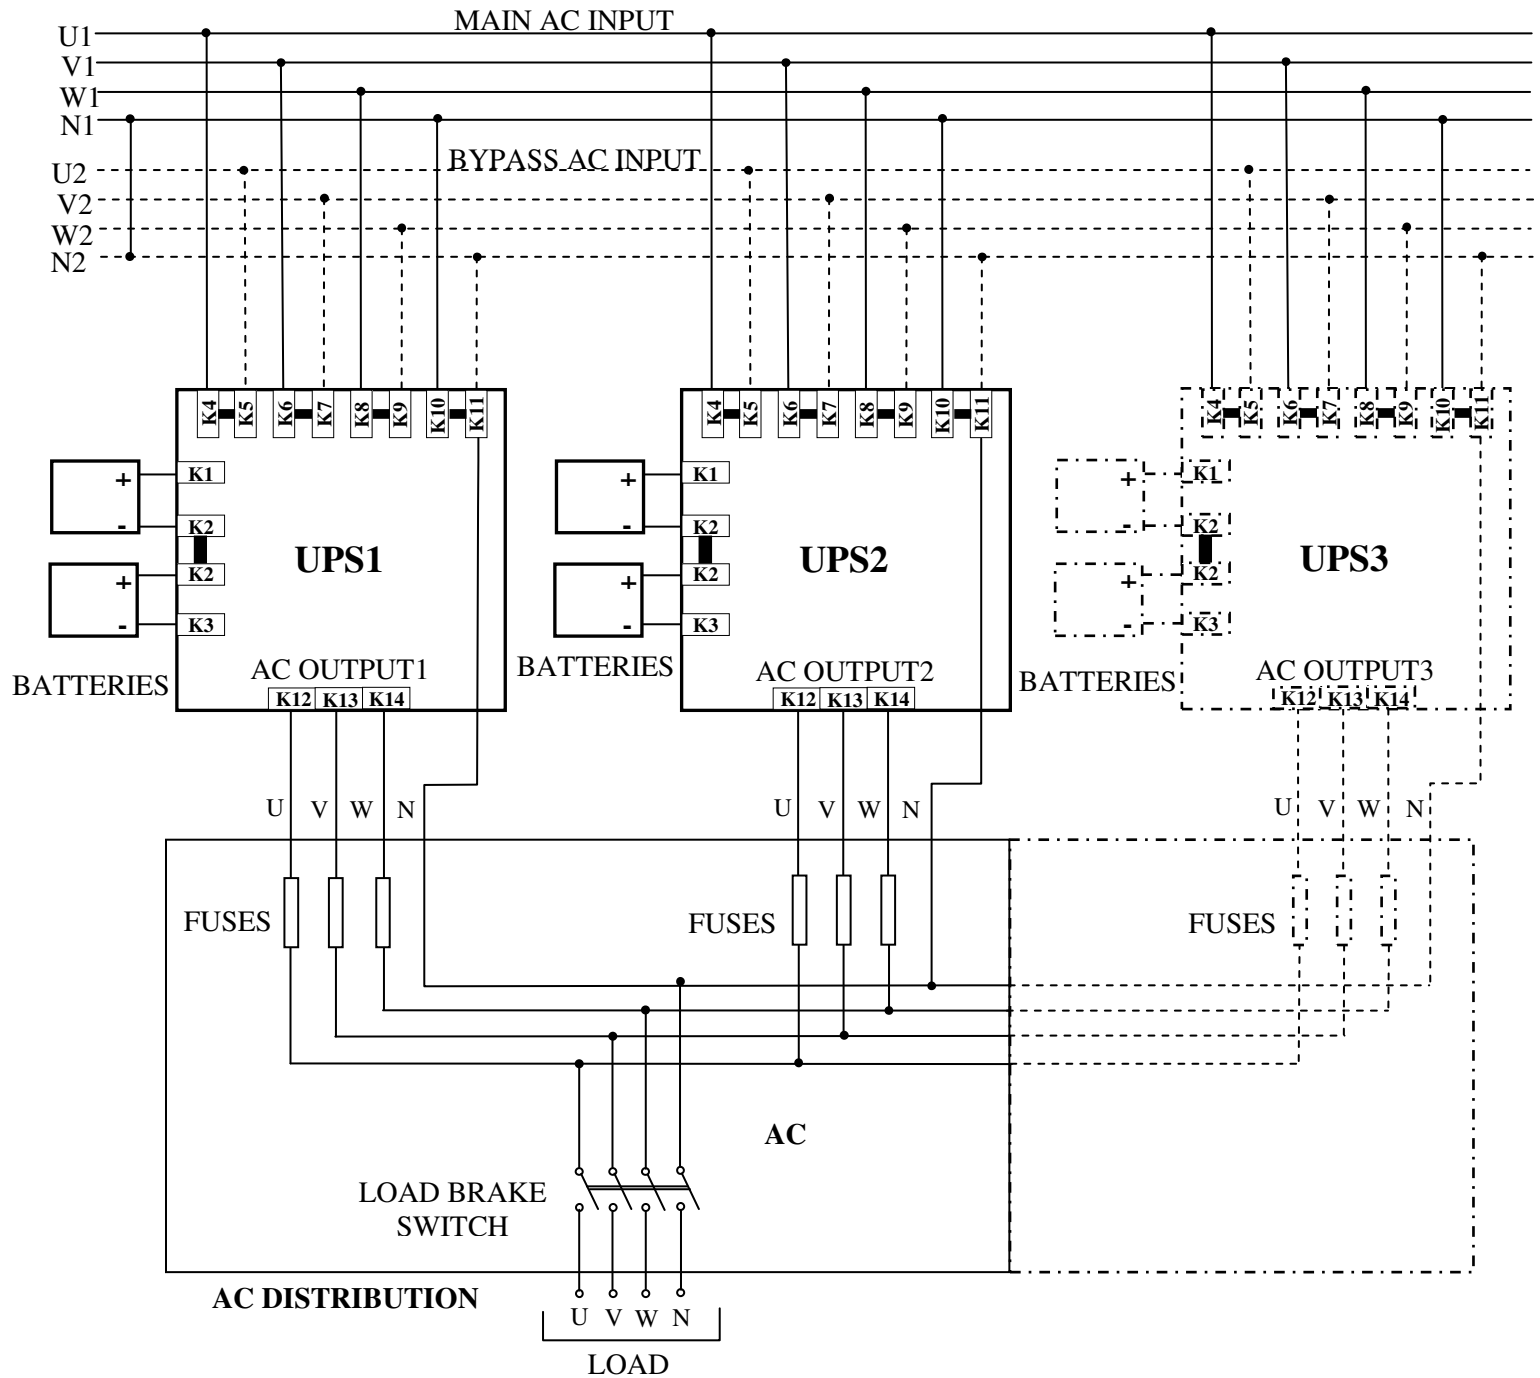 MAIN AC INPUT
U1
V1
W1
N1
BYPASS AC INPUT
U2
V2
W2
N2
K4 K5 K6 K7 K8 K9 K10 K11
K4 K5 K6 K7 K8 K9 K10 K11
K4 K5 K6 K7 K8 K9 K10 K11
+ K1
- K2
UPS1
+ K2
- K3
BATTERIES
AC OUTPUT1
K12 K13 K14
+ K1
- K2
UPS2
+ K2
- K3
BATTERIES
AC OUTPUT2
K12 K13 K14
+ K1
- K2
UPS3
+ K2
- K3
BATTERIES
AC OUTPUT3
K12 K13 K14
U V W N
U V W N
U V W N
FUSES
FUSES
FUSES
AC
LOAD BRAKE
SWITCH
AC DISTRIBUTION
U V W N
LOAD